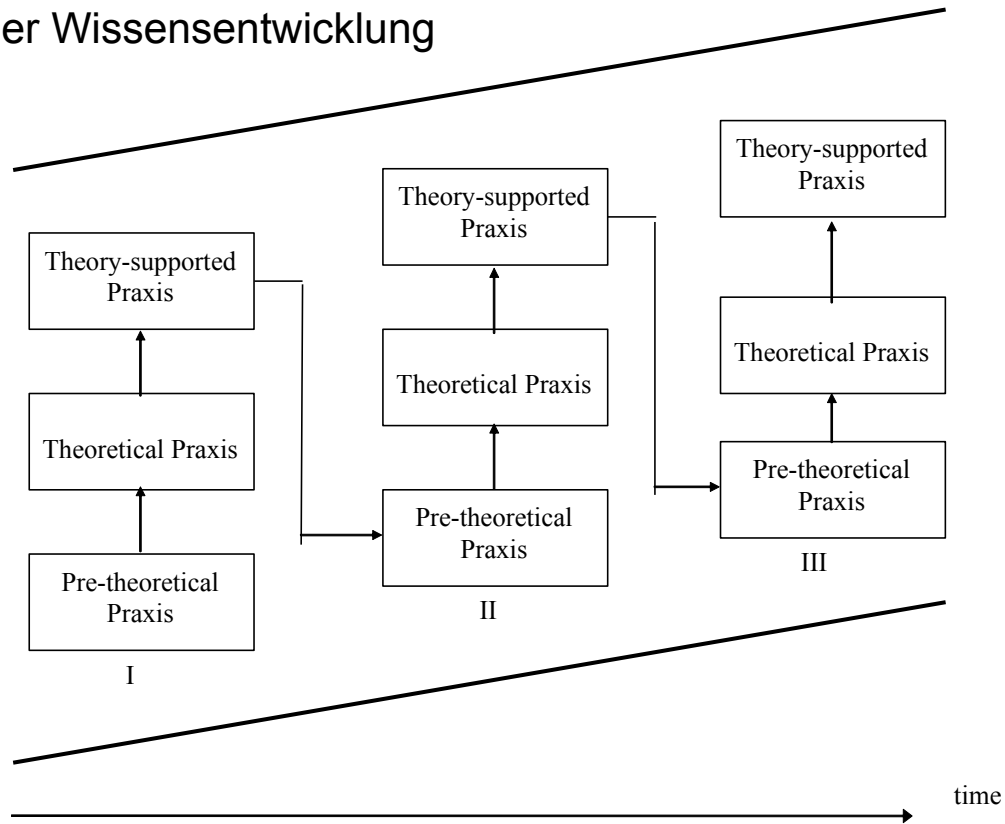 er Wissensentwicklung
Theory-supported
Praxis
Theoretical Praxis
Pre-theoretical
Praxis
I
Theory-supported
Praxis
Theoretical Praxis
Pre-theoretical
Praxis
II
Theory-supported
Praxis
Theoretical Praxis
Pre-theoretical
Praxis
III
time